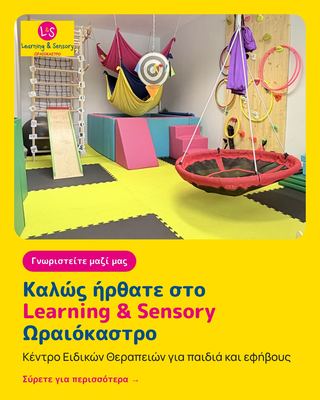 L&S
Learning & Sensory
ΩΡΑΙΟΚΑΣΤΡΟ
Γνωριστείτε μαζί μας
Καλώς ήρθατε στο
Learning & Sensory
Ωραιόκαστρο
Κέντρο Ειδικών Θεραπειών για παιδιά και εφήβους
Σύρετε για περισσότερα →